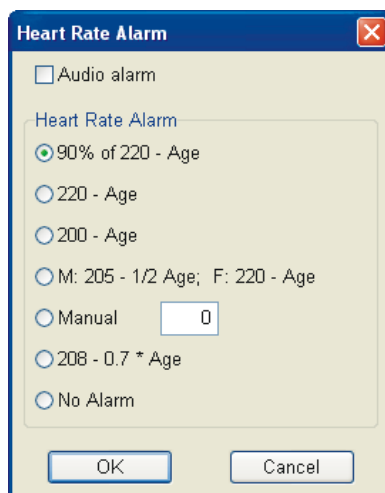 Heart Rate Alarm
Audio alarm
Heart Rate Alarm
90% of 220 - Age
220 - Age
200 - Age
M: 205 - 1/2 Age; F: 220 - Age
Manual 0
208 - 0.7 * Age
No Alarm
OK Cancel